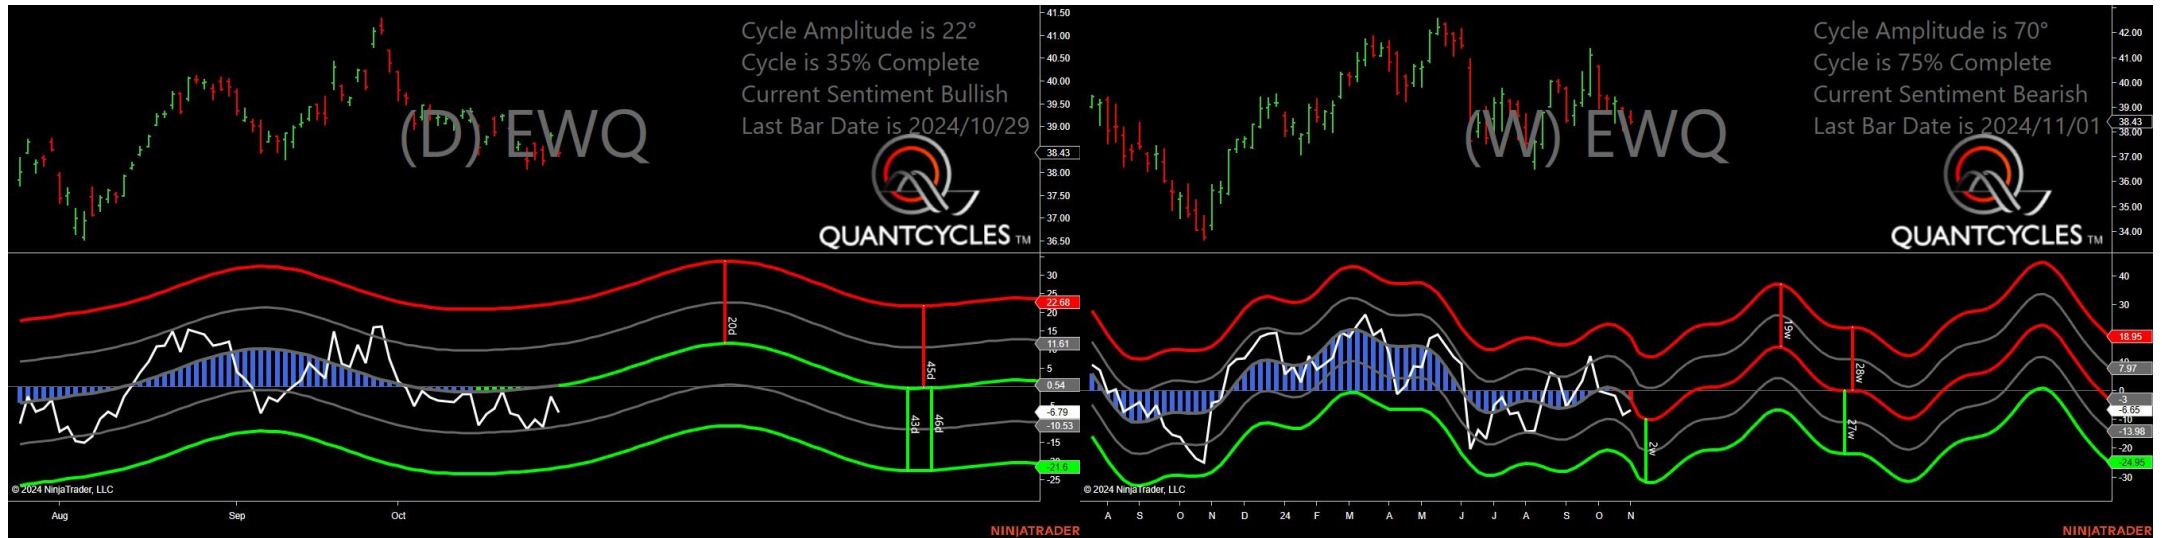 Cycle Amplitude is 22°
Cycle is 35% Complete
Current Sentiment Bullish
Last Bar Date is 2024/10/29
(D) EWQ
QUANTCYCLES TM
41.50
41.00
40.50
40.00
39.50
39.00
38.43
38.00
37.50
37.00
36.50
30
25
22.68
20
15
11.61
5
0.54
-6.79
-10.53
-15
-21.6
-25
20d
45d
43d
46d
© 2024 NinjaTrader, LLC
Aug Sep Oct
NINJATRADER
Cycle Amplitude is 70°
Cycle is 75% Complete
Current Sentiment Bearish
Last Bar Date is 2024/11/01
(W) EWQ
QUANTCYCLES TM
42.00
41.00
40.00
39.00
38.43
38.00
37.00
36.00
35.00
34.00
40
30
18.95
7.97
0
-3
-6.65
-13.98
-20
-24.95
-30
19w
28w
2w
27w
© 2024 NinjaTrader, LLC
A S O N D 24 F M A M J J A S O N
NINJATRADER